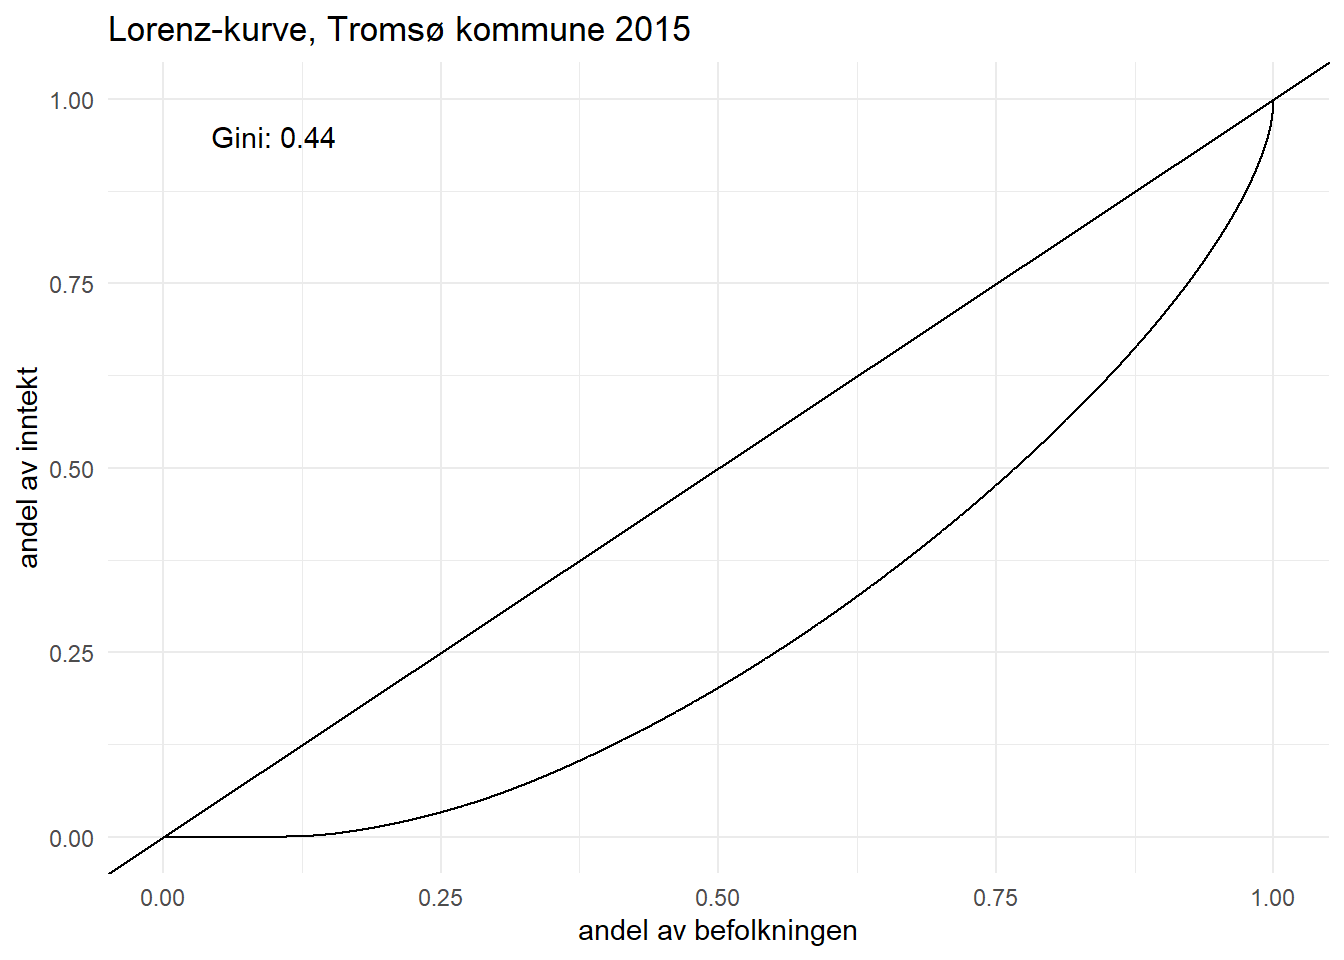 Lorenz-kurve, Tromsø kommune 2015
Gini: 0.44
andel av inntekt
1.00
0.75
0.50
0.25
0.00
0.00 0.25 0.50 0.75 1.00
andel av befolkningen